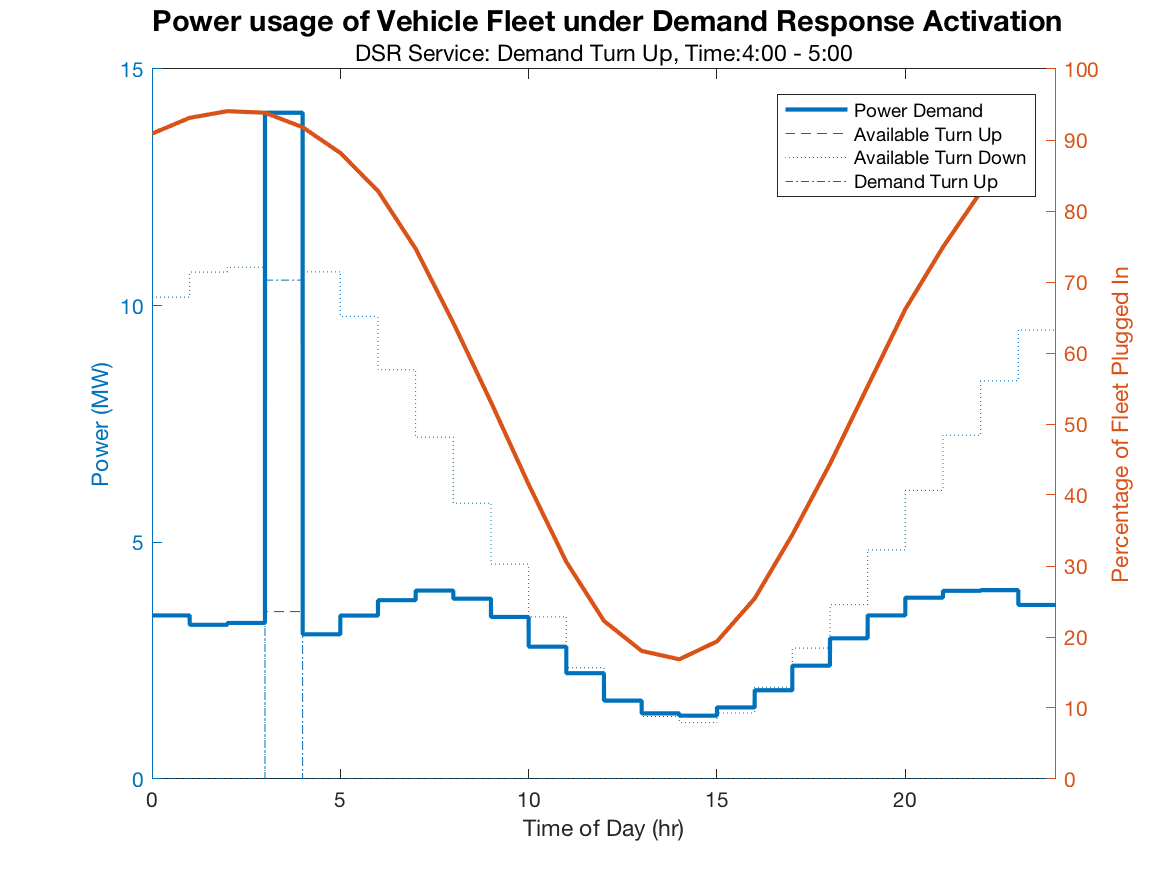 Power usage of Vehicle Fleet under Demand Response Activation
DSR Service: Demand Turn Up, Time:4:00 - 5:00
15
10
5
0
Power (MW)
100
90
80
70
60
50
40
30
20
10
0
Percentage of Fleet Plugged In
Power Demand
Available Turn Up
Available Turn Down
Demand Turn Up
0
5
10
15
20
Time of Day (hr)